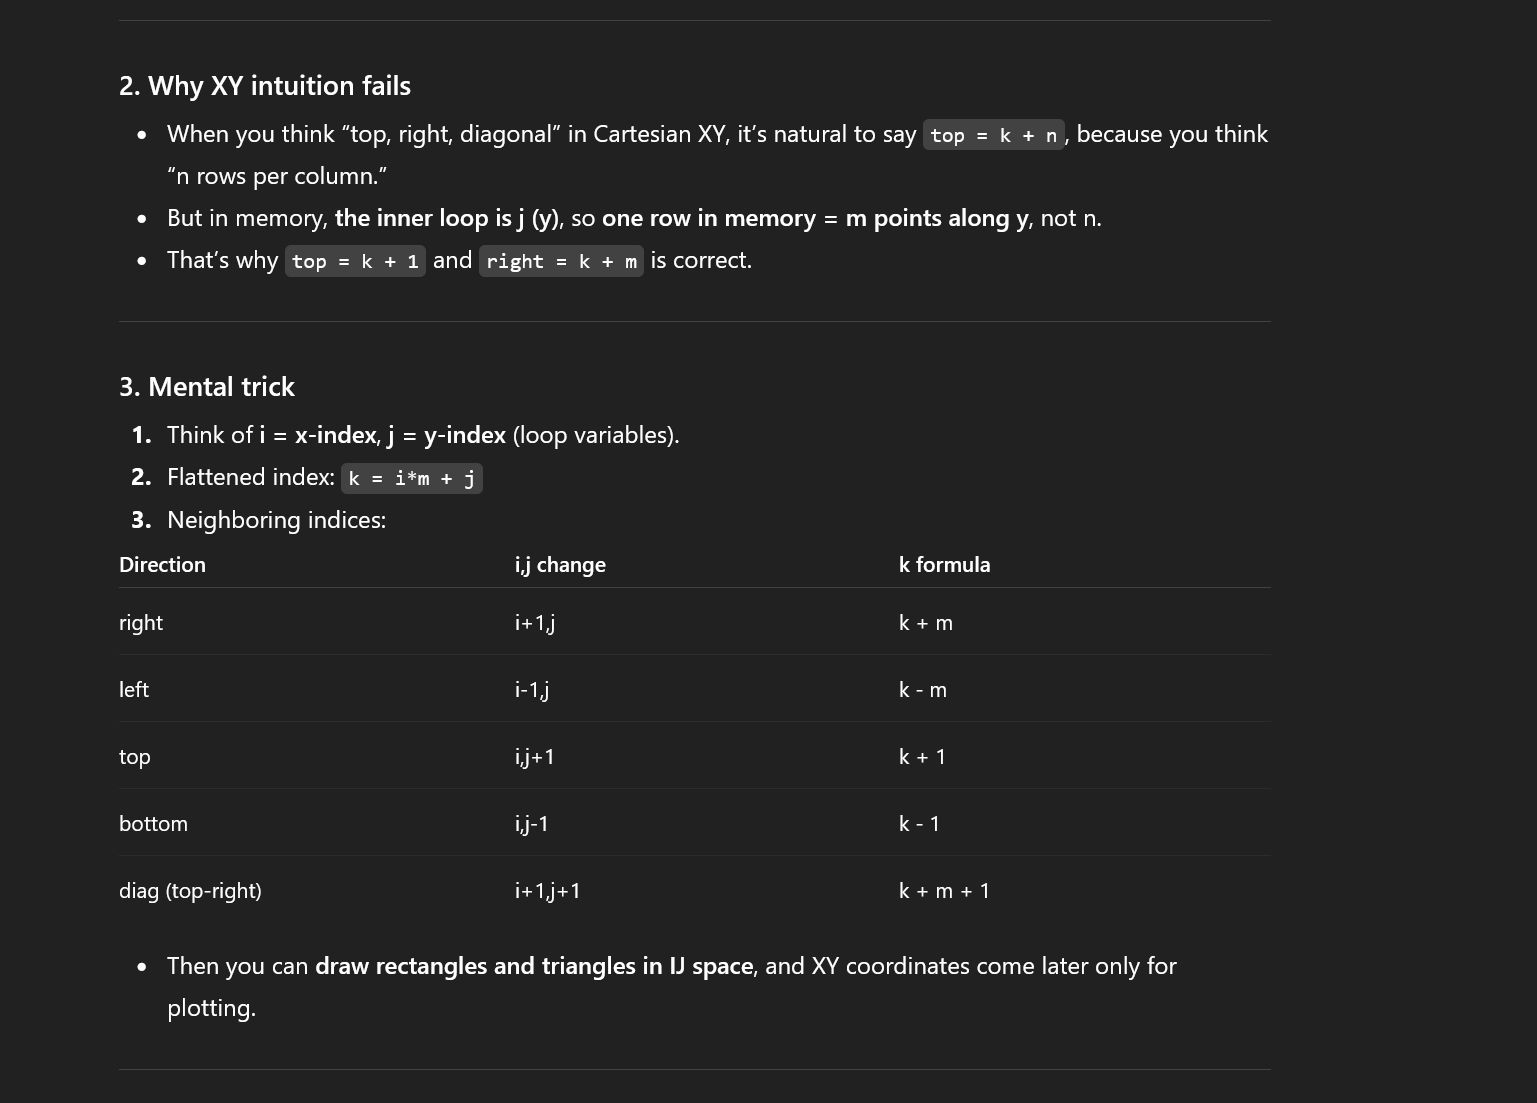 2. Why XY intuition fails
• When you think “top, right, diagonal” in Cartesian XY, it’s natural to say top = k + n, because you think
“n rows per column.”
• But in memory, the inner loop is j (y), so one row in memory = m points along y, not n.
• That’s why top = k + 1 and right = k + m is correct.
3. Mental trick
1. Think of i = x-index, j = y-index (loop variables).
2. Flattened index: k = i*m + j
3. Neighboring indices:
Direction i,j change k formula
right i+1,j k + m
left i-1,j k - m
top i,j+1 k + 1
bottom i,j-1 k - 1
diag (top-right) i+1,j+1 k + m + 1
• Then you can draw rectangles and triangles in IJ space, and XY coordinates come later only for
plotting.